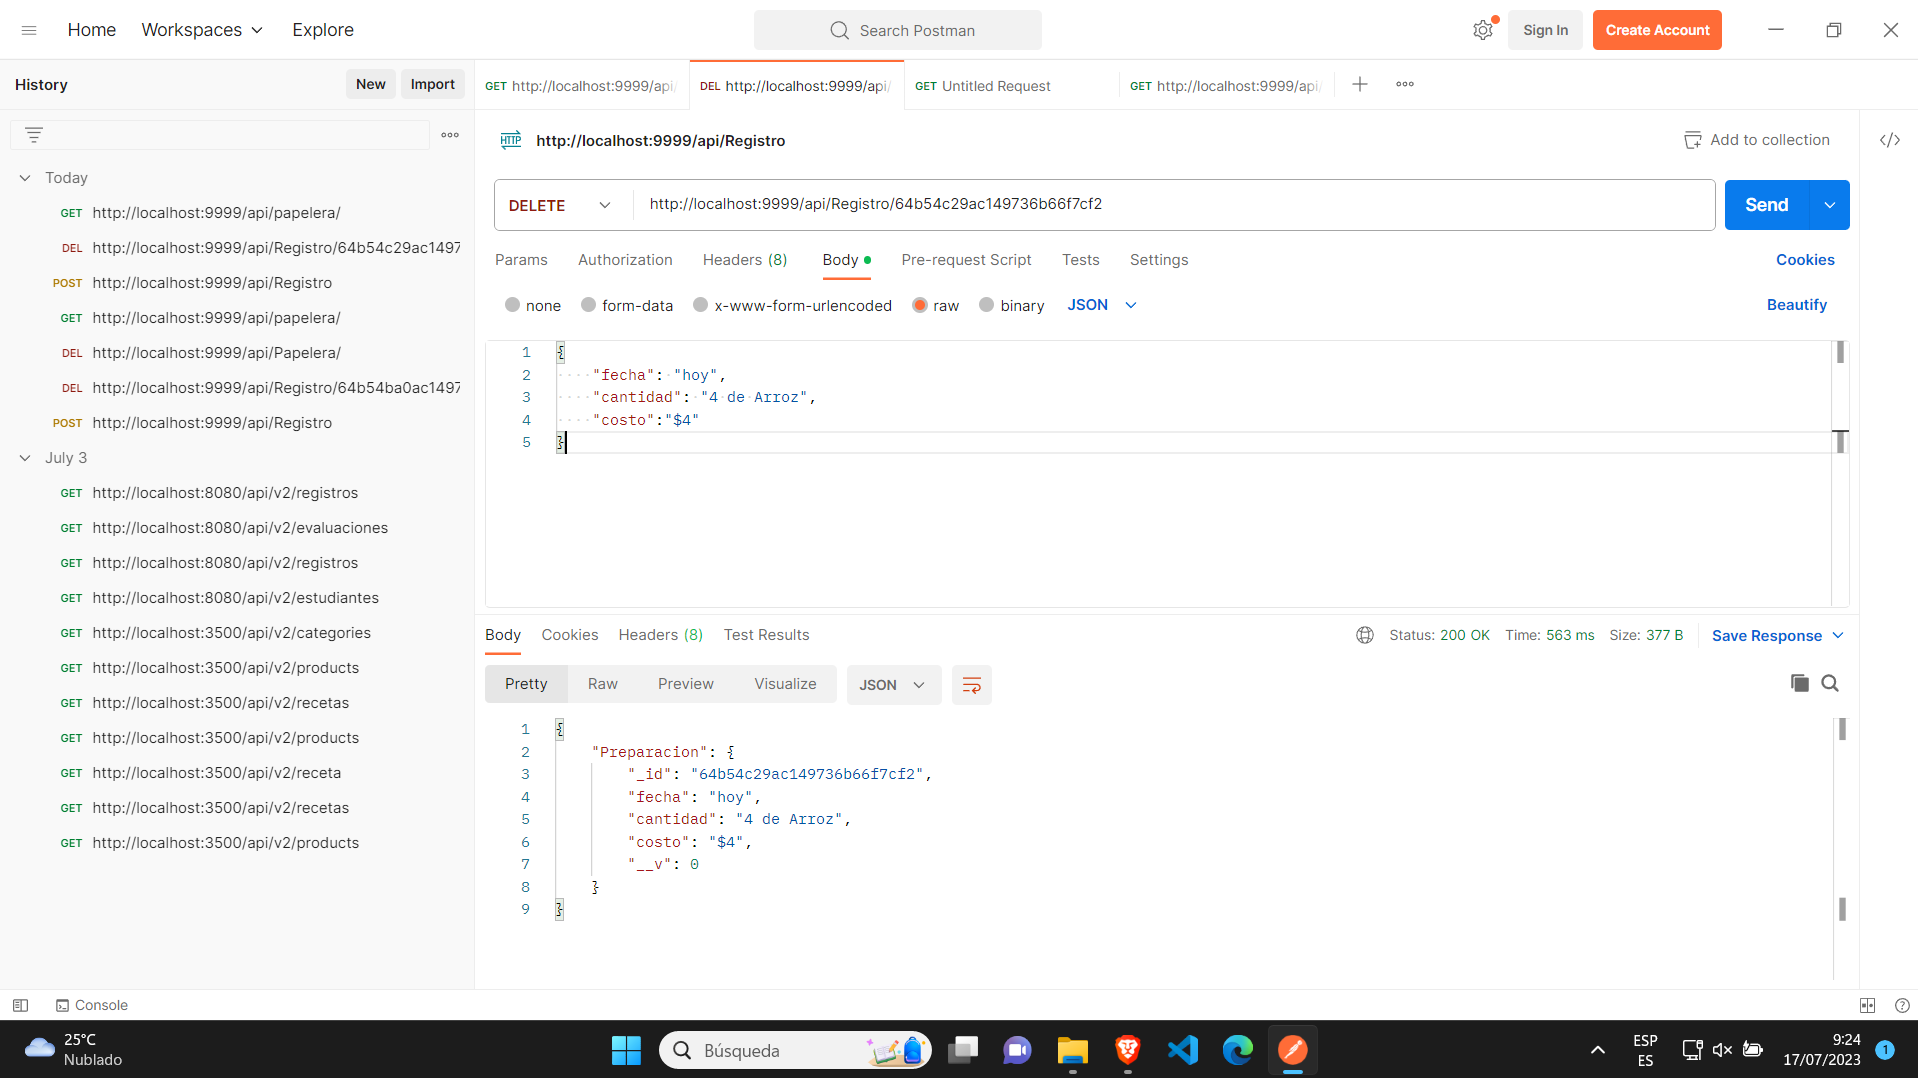 Home
Workspaces
Explore
Search Postman
Sign In
Create Account
History
New
Import
GET http://localhost:9999/api/
DEL http://localhost:9999/api/
GET Untitled Request
GET http://localhost:9999/api/
HTTP http://localhost:9999/api/Registro
Add to collection
Today
GET http://localhost:9999/api/papelera/
DEL http://localhost:9999/api/Registro/64b54c29ac1497
POST http://localhost:9999/api/Registro
GET http://localhost:9999/api/papelera/
DEL http://localhost:9999/api/Papelera/
DEL http://localhost:9999/api/Registro/64b54ba0ac1497
POST http://localhost:9999/api/Registro
July 3
GET http://localhost:8080/api/v2/registros
GET http://localhost:8080/api/v2/evaluaciones
GET http://localhost:8080/api/v2/registros
GET http://localhost:8080/api/v2/estudiantes
GET http://localhost:3500/api/v2/categories
GET http://localhost:3500/api/v2/products
GET http://localhost:3500/api/v2/recetas
GET http://localhost:3500/api/v2/products
GET http://localhost:3500/api/v2/receta
GET http://localhost:3500/api/v2/recetas
GET http://localhost:3500/api/v2/products
DELETE
http://localhost:9999/api/Registro/64b54c29ac149736b66f7cf2
Send
Params
Authorization
Headers (8)
Body
Pre-request Script
Tests
Settings
Cookies
none
form-data
x-www-form-urlencoded
raw
binary
JSON
Beautify
1 {
2 "fecha": "hoy",
3 "cantidad": "4 de Arroz",
4 "costo":"$4"
5 }
Body
Cookies
Headers (8)
Test Results
Status: 200 OK
Time: 563 ms
Size: 377 B
Save Response
Pretty
Raw
Preview
Visualize
JSON
1 {
2 "Preparacion": {
3 "_id": "64b54c29ac149736b66f7cf2",
4 "fecha": "hoy",
5 "cantidad": "4 de Arroz",
6 "costo": "$4",
7 "__v": 0
8 }
9 }
Console
25°C
Nublado
Búsqueda
ESP
ES
9:24
17/07/2023
1